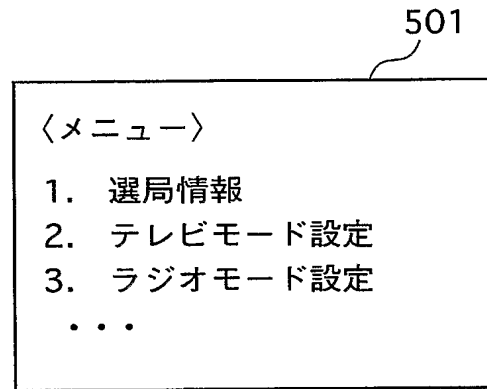 501
〈メニュー〉
1. 選局情報
2. テレビモード設定
3. ラジオモード設定
・・・